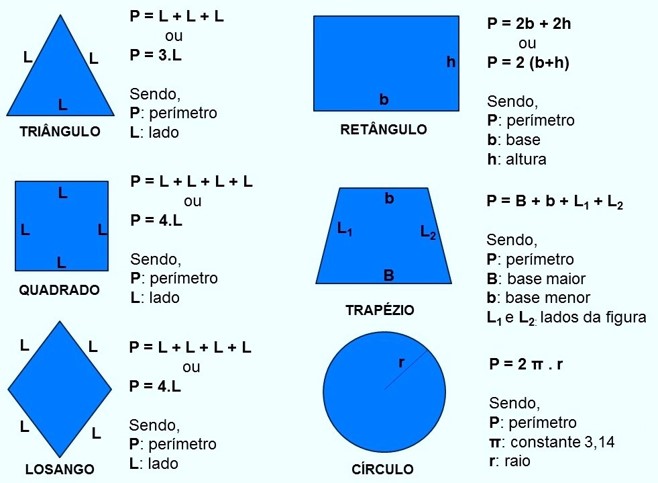 L
L
L
TRIÂNGULO
P = L + L + L
ou
P = 3.L
Sendo,
P: perímetro
L: lado
h
b
RETÂNGULO
P = 2b + 2h
ou
P = 2 (b+h)
Sendo,
P: perímetro
b: base
h: altura
L
L
L
L
QUADRADO
P = L + L + L + L
ou
P = 4.L
Sendo,
P: perímetro
L: lado
b
L₁
L₂
B
TRAPÉZIO
P = B + b + L₁ + L₂
Sendo,
P: perímetro
B: base maior
b: base menor
L₁ e L₂: lados da figura
L
L
L
L
LOSANGO
P = L + L + L + L
ou
P = 4.L
Sendo,
P: perímetro
L: lado
r
CÍRCULO
P = 2 π . r
Sendo,
P: perímetro
π: constante 3,14
r: raio